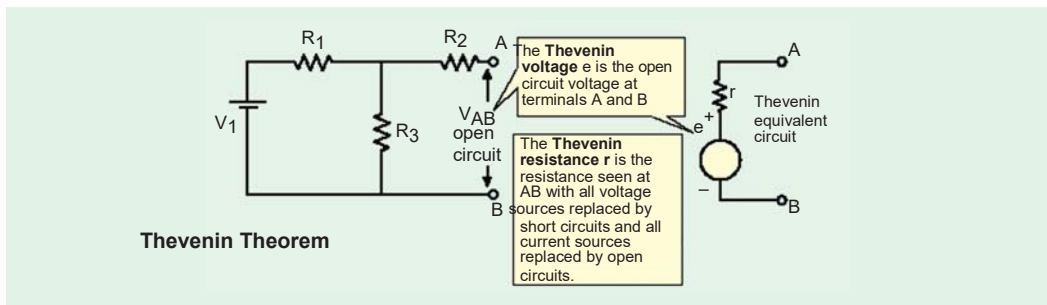 R1
R2
A
V1
R3
VAB
open
circuit
B
The Thevenin
voltage e is the open
circuit voltage at
terminals A and B
The Thevenin
resistance r is the
resistance seen at
AB with all voltage
sources replaced by
short circuits and all
current sources
replaced by open
circuits.
A
r
+
e
–
B
Thevenin
equivalent
circuit
Thevenin Theorem